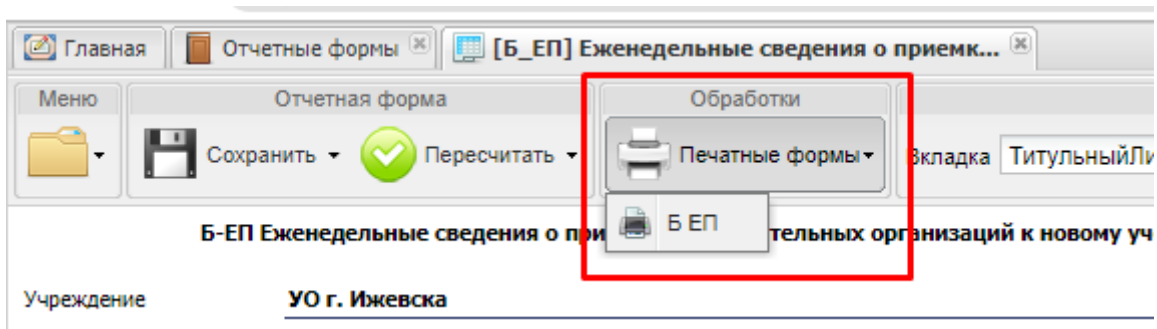 Главная Отчетные формы [Б_ЕП] Еженедельные сведения о приемк...
Меню Отчетная форма Обработки
Сохранить Пересчитать Печатные формы Вкладка ТитульныйЛи
Б ЕП
Б-ЕП Еженедельные сведения о при тельных организаций к новому уч
Учреждение УО г. Ижевска